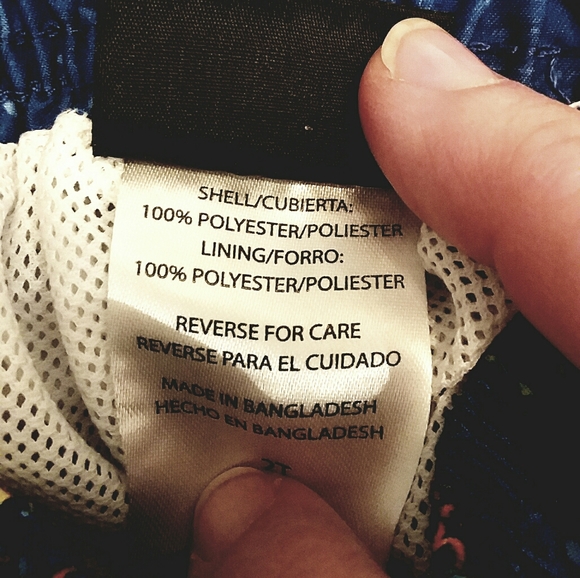 SHELL/CUBIERTA:
100% POLYESTER/POLIESTER
LINING/FORRO:
100% POLYESTER/POLIESTER
REVERSE FOR CARE
REVERSE PARA EL CUIDADO
MADE IN BANGLADESH
HECHO EN BANGLADESH
2T